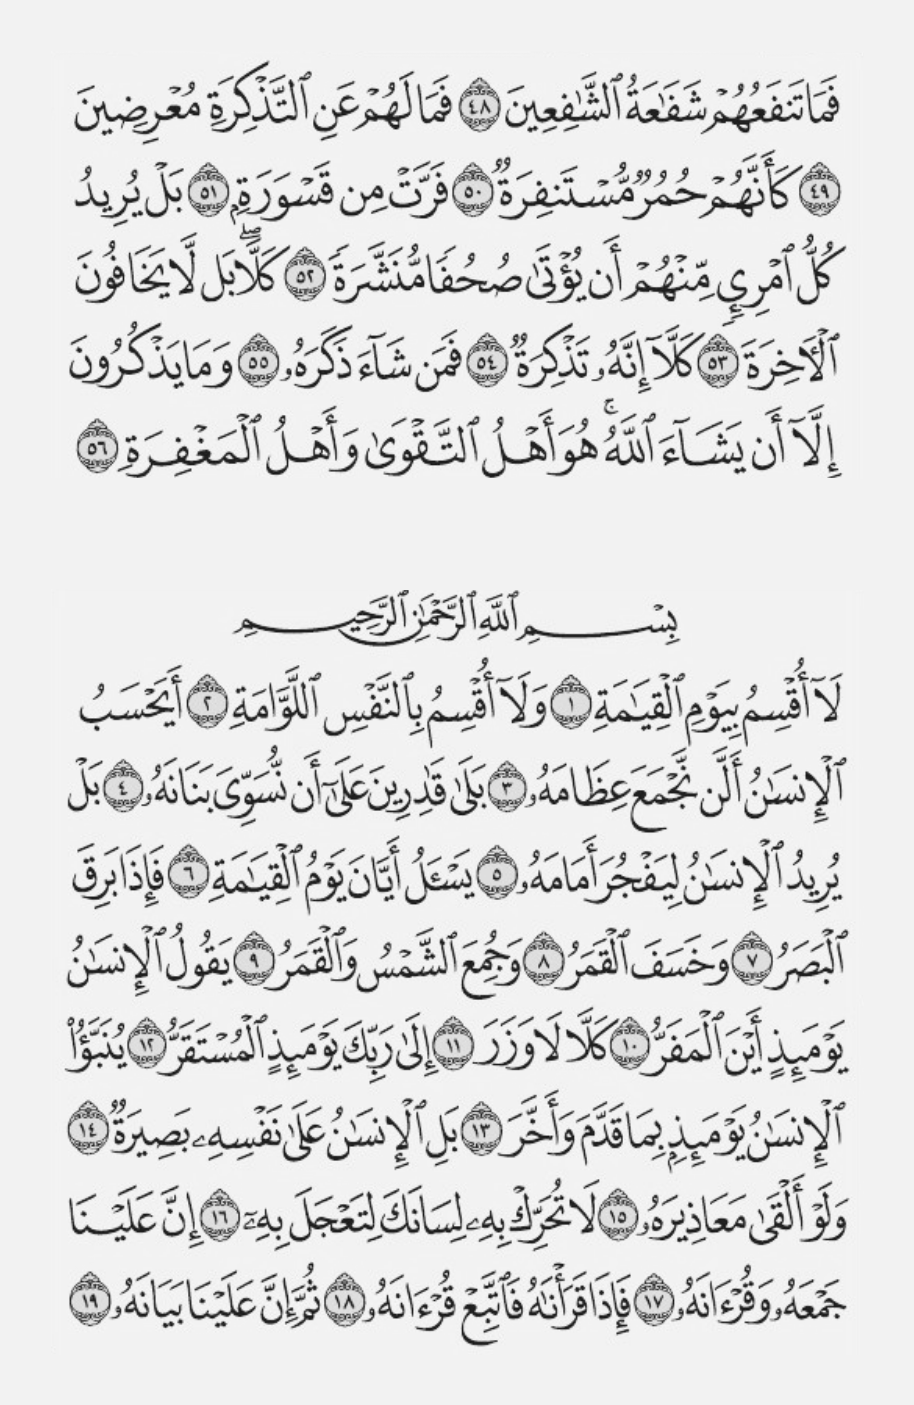 فَمَا تَنفَعُهُمْ شَفَـٰعَةُ ٱلشَّـٰفِعِينَ ٤٨ فَمَا لَهُمْ عَنِ ٱلتَّذْكِرَةِ مُعْرِضِينَ
٤٩ كَأَنَّهُمْ حُمُرٌ مُّسْتَنفِرَةٌ ٥٠ فَرَّتْ مِن قَسْوَرَةٍۭ ٥١ بَلْ يُرِيدُ
كُلُّ ٱمْرِئٍ مِّنْهُمْ أَن يُؤْتَىٰ صُحُفًا مُّنَشَّرَةً ٥٢ كَلَّا ۖ بَل لَّا يَخَافُونَ
ٱلْـَٔاخِرَةَ ٥٣ كَلَّآ إِنَّهُۥ تَذْكِرَةٌ ٥٤ فَمَن شَآءَ ذَكَرَهُۥ ٥٥ وَمَا يَذْكُرُونَ
إِلَّآ أَن يَشَآءَ ٱللَّهُ ۚ هُوَ أَهْلُ ٱلتَّقْوَىٰ وَأَهْلُ ٱلْمَغْفِرَةِ ٥٦
بِسْمِ ٱللَّهِ ٱلرَّحْمَـٰنِ ٱلرَّحِيمِ
لَآ أُقْسِمُ بِيَوْمِ ٱلْقِيَـٰمَةِ ١ وَلَآ أُقْسِمُ بِٱلنَّفْسِ ٱللَّوَّامَةِ ٢ أَيَحْسَبُ
ٱلْإِنسَـٰنُ أَلَّن نَّجْمَعَ عِظَامَهُۥ ٣ بَلَىٰ قَـٰدِرِينَ عَلَىٰٓ أَن نُّسَوِّىَ بَنَانَهُۥ ٤ بَلْ
يُرِيدُ ٱلْإِنسَـٰنُ لِيَفْجُرَ أَمَامَهُۥ ٥ يَسْـَٔلُ أَيَّانَ يَوْمُ ٱلْقِيَـٰمَةِ ٦ فَإِذَا بَرِقَ
ٱلْبَصَرُ ٧ وَخَسَفَ ٱلْقَمَرُ ٨ وَجُمِعَ ٱلشَّمْسُ وَٱلْقَمَرُ ٩ يَقُولُ ٱلْإِنسَـٰنُ
يَوْمَئِذٍ أَيْنَ ٱلْمَفَرُّ ١٠ كَلَّا لَا وَزَرَ ١١ إِلَىٰ رَبِّكَ يَوْمَئِذٍ ٱلْمُسْتَقَرُّ ١٢ يُنَبَّؤُا۟
ٱلْإِنسَـٰنُ يَوْمَئِذٍۭ بِمَا قَدَّمَ وَأَخَّرَ ١٣ بَلِ ٱلْإِنسَـٰنُ عَلَىٰ نَفْسِهِۦ بَصِيرَةٌ ١٤
وَلَوْ أَلْقَىٰ مَعَاذِيرَهُۥ ١٥ لَا تُحَرِّكْ بِهِۦ لِسَانَكَ لِتَعْجَلَ بِهِۦٓ ١٦ إِنَّ عَلَيْنَا
جَمْعَهُۥ وَقُرْءَانَهُۥ ١٧ فَإِذَا قَرَأْنَـٰهُ فَٱتَّبِعْ قُرْءَانَهُۥ ١٨ ثُمَّ إِنَّ عَلَيْنَا بَيَانَهُۥ ١٩